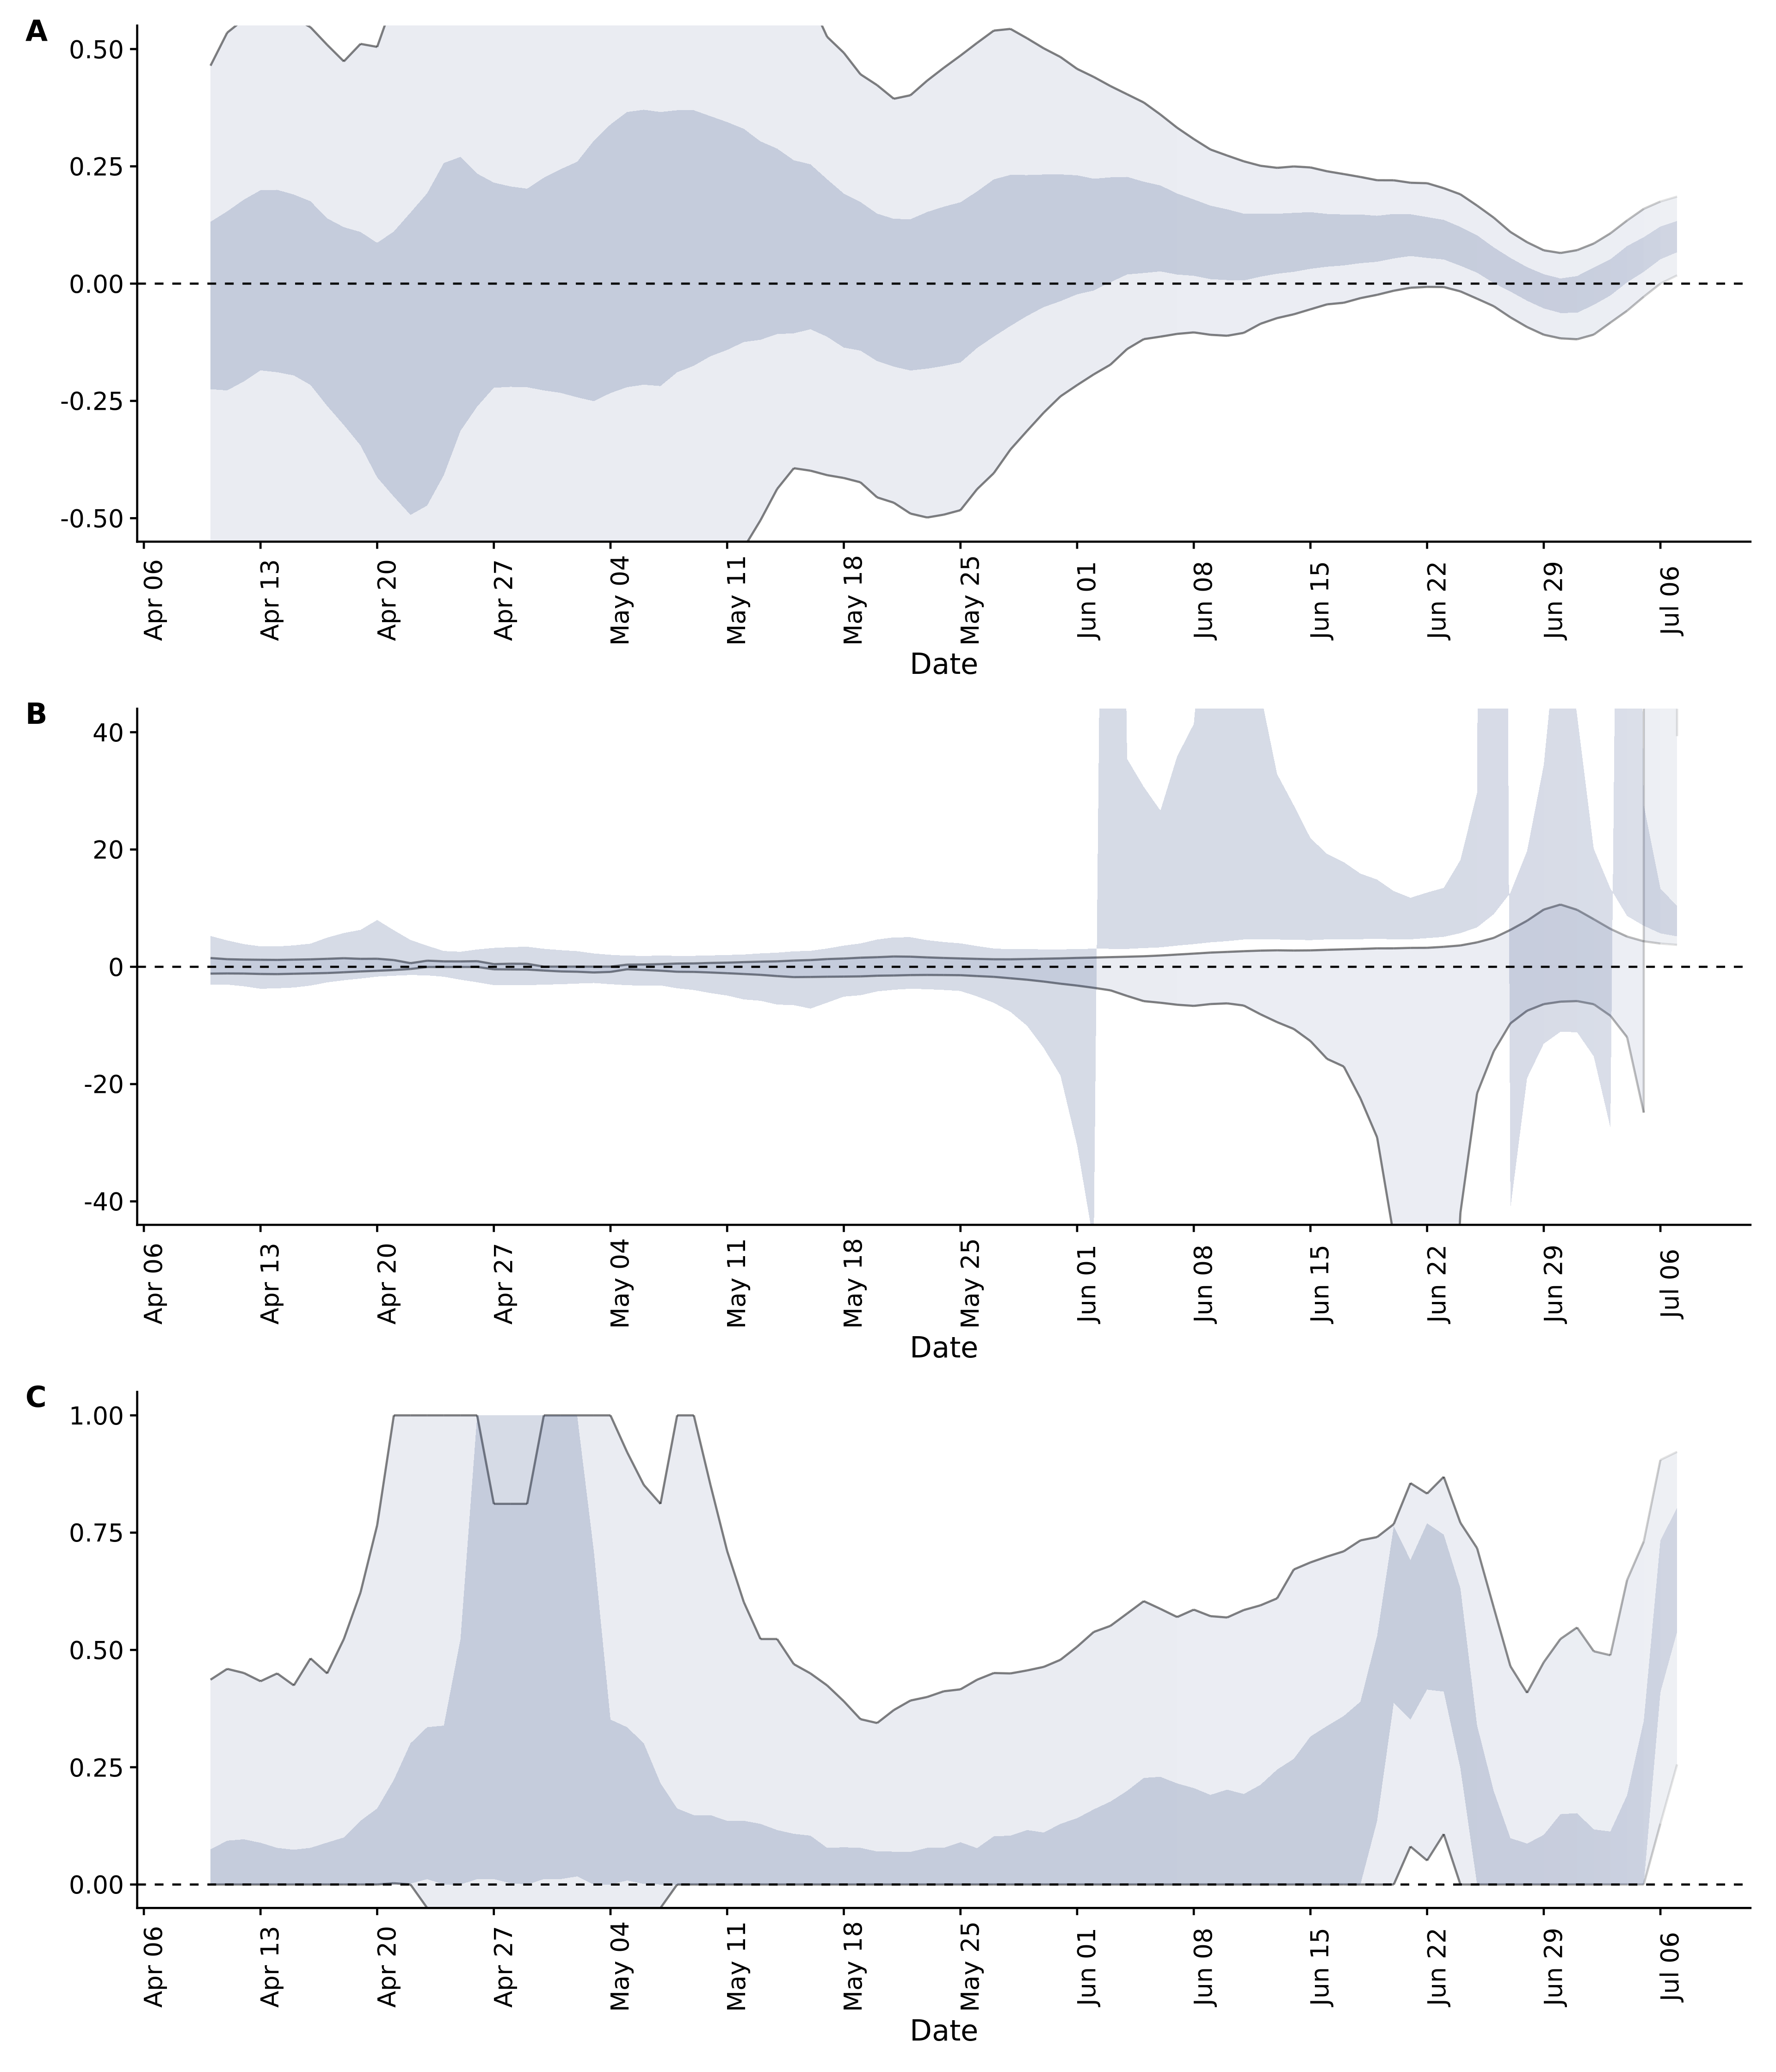 A
0.50
0.25
0.00
-0.25
-0.50
Apr 06
Apr 13
Apr 20
Apr 27
May 04
May 11
May 18
May 25
Jun 01
Jun 08
Jun 15
Jun 22
Jun 29
Jul 06
Date
B
40
20
0
-20
-40
Apr 06
Apr 13
Apr 20
Apr 27
May 04
May 11
May 18
May 25
Jun 01
Jun 08
Jun 15
Jun 22
Jun 29
Jul 06
Date
C
1.00
0.75
0.50
0.25
0.00
Apr 06
Apr 13
Apr 20
Apr 27
May 04
May 11
May 18
May 25
Jun 01
Jun 08
Jun 15
Jun 22
Jun 29
Jul 06
Date